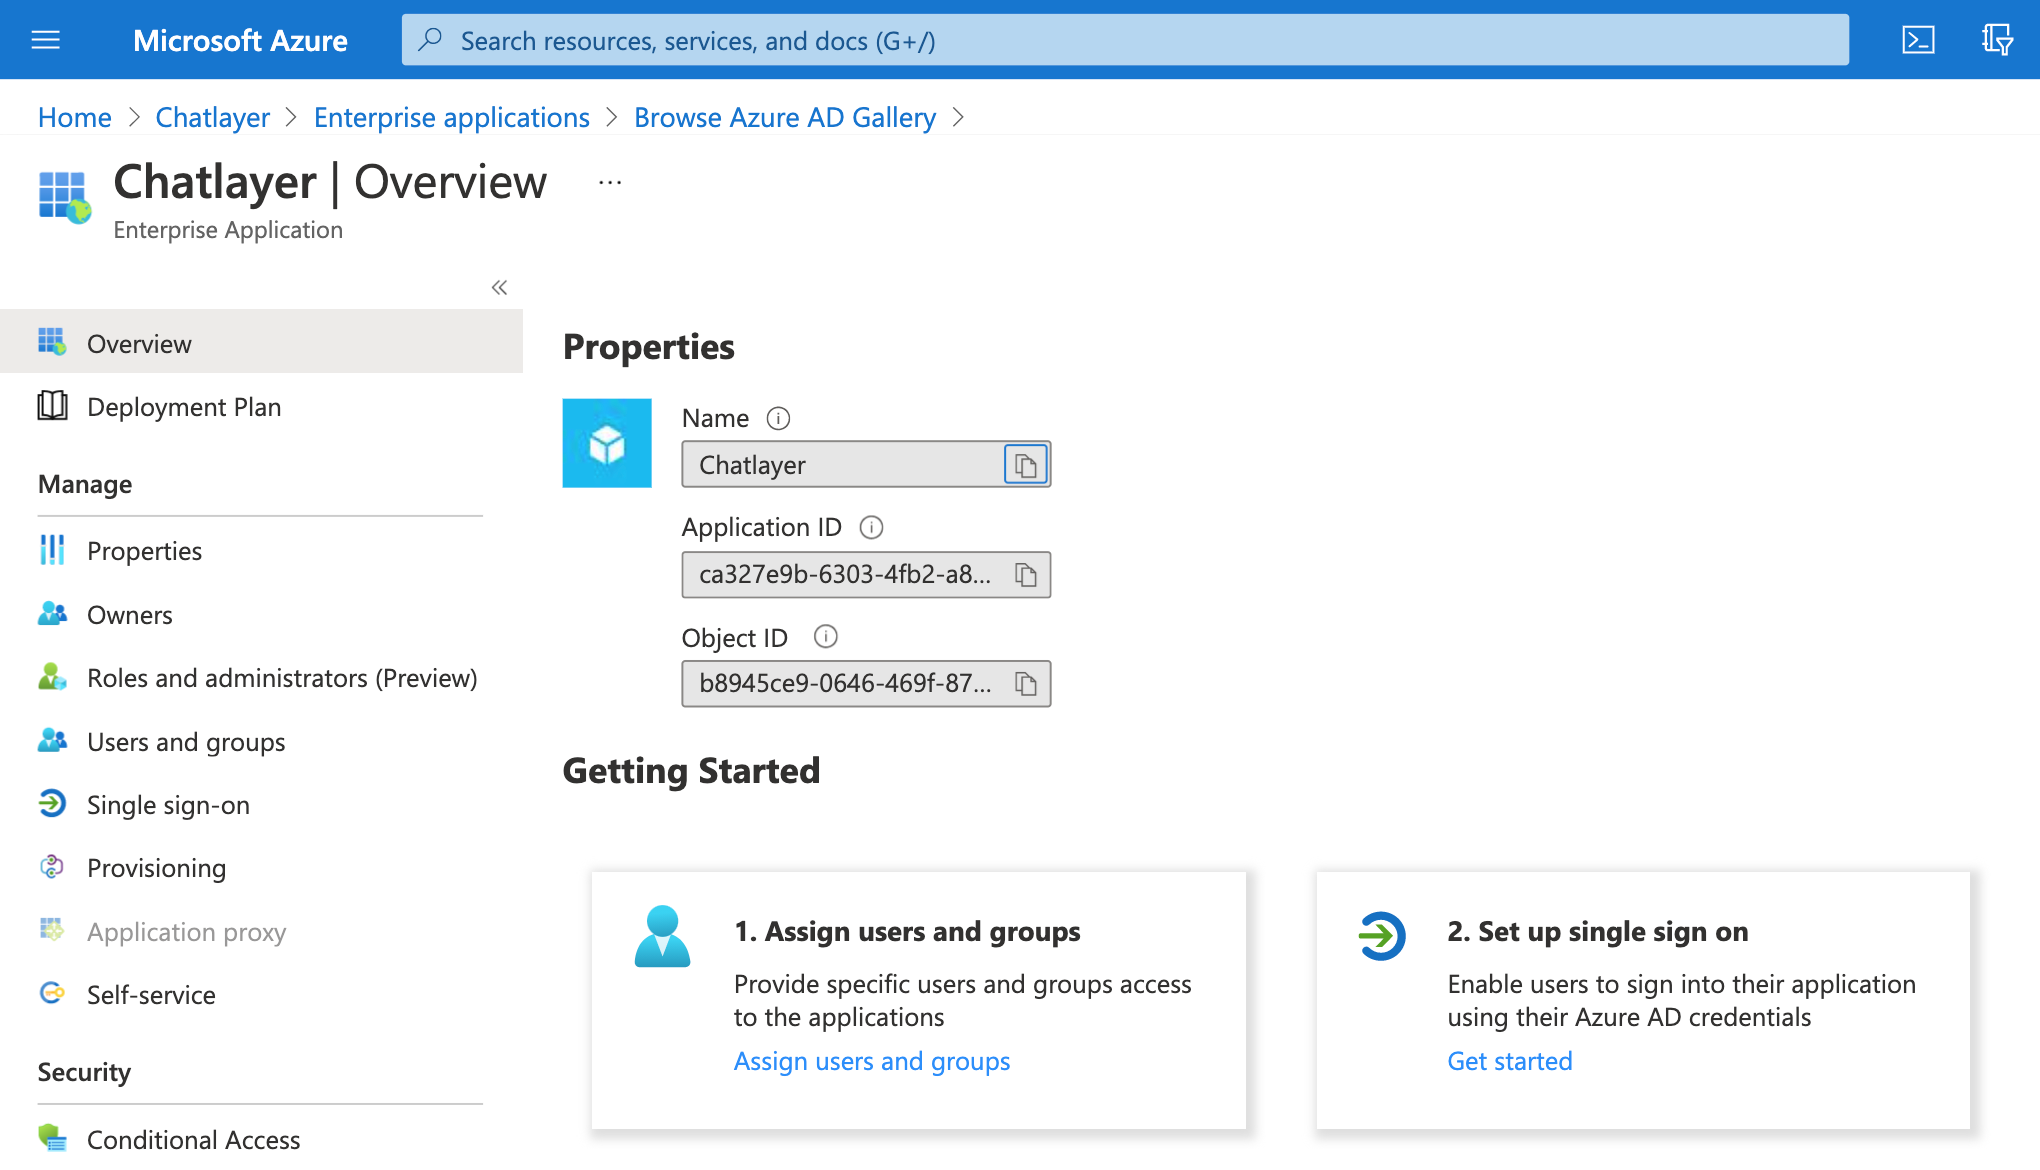 Microsoft Azure
Search resources, services, and docs (G+/)
Home > Chatlayer > Enterprise applications > Browse Azure AD Gallery >
Chatlayer | Overview ...
Enterprise Application
«
Overview
Deployment Plan
Manage
Properties
Owners
Roles and administrators (Preview)
Users and groups
Single sign-on
Provisioning
Application proxy
Self-service
Security
Conditional Access
Properties
Name
Chatlayer
Application ID
ca327e9b-6303-4fb2-a8...
Object ID
b8945ce9-0646-469f-87...
Getting Started
1. Assign users and groups
Provide specific users and groups access
to the applications
Assign users and groups
2. Set up single sign on
Enable users to sign into their application
using their Azure AD credentials
Get started